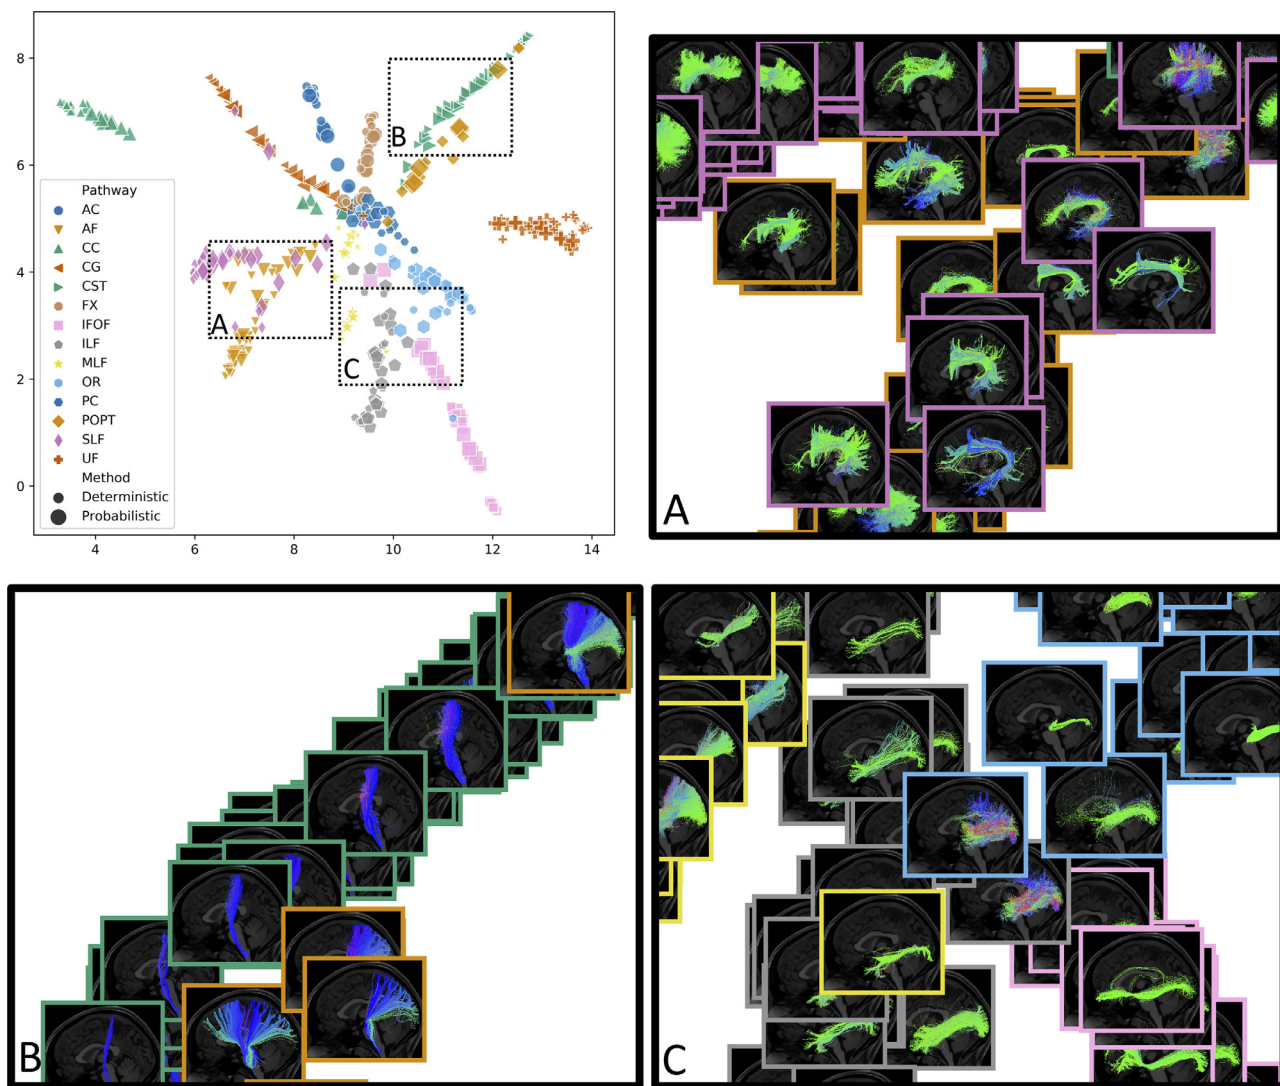 8
6
4
2
0
4
6
8
10
12
14
Pathway
AC
AF
CC
CG
CST
FX
IFOF
ILF
MLF
OR
PC
POPT
SLF
UF
Method
Deterministic
Probabilistic
B
A
C
A
B
C